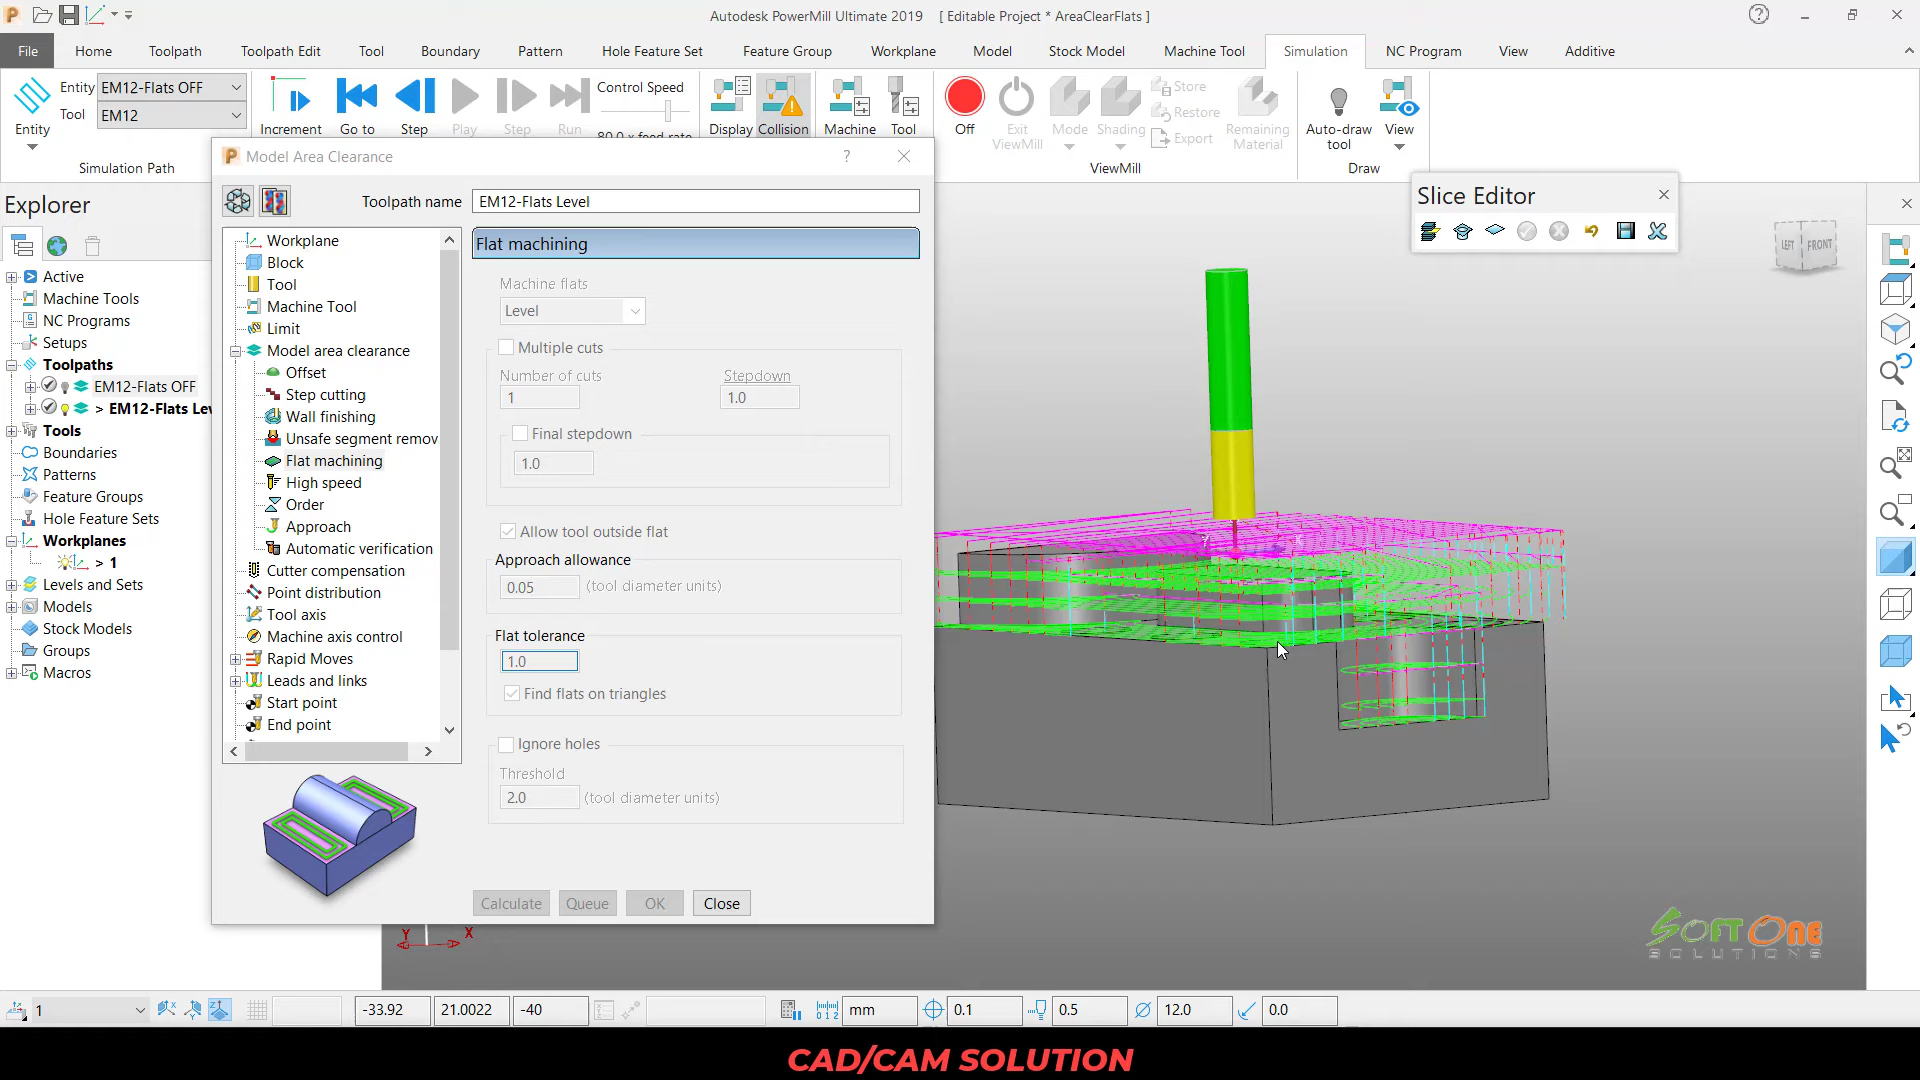 Autodesk PowerMill Ultimate 2019 [ Editable Project * AreaClearFlats ]
File Home Toolpath Toolpath Edit Tool Boundary Pattern Hole Feature Set Feature Group Workplane Model Stock Model Machine Tool Simulation NC Program View Additive
Entity EM12-Flats OFF
Tool EM12
Entity
Simulation Path
Increment Go to Step Play Step Run
Control Speed
80.0 x feed rate
Display Collision Machine Tool
Off Exit ViewMill Mode Shading
Store
Restore
Export
Remaining Material
ViewMill
Auto-draw tool View
Draw
Explorer
Active
Machine Tools
NC Programs
Setups
Toolpaths
EM12-Flats OFF
> EM12-Flats Lev
Tools
Boundaries
Patterns
Feature Groups
Hole Feature Sets
Workplanes
> 1
Levels and Sets
Models
Stock Models
Groups
Macros
Model Area Clearance ?
Toolpath name EM12-Flats Level
Workplane
Block
Tool
Machine Tool
Limit
Model area clearance
Offset
Step cutting
Wall finishing
Unsafe segment remov
Flat machining
High speed
Order
Approach
Automatic verification
Cutter compensation
Point distribution
Tool axis
Machine axis control
Rapid Moves
Leads and links
Start point
End point
Flat machining
Machine flats
Level
Multiple cuts
Number of cuts Stepdown
1 1.0
Final stepdown
1.0
Allow tool outside flat
Approach allowance
0.05 (tool diameter units)
Flat tolerance
1.0
Find flats on triangles
Ignore holes
Threshold
2.0 (tool diameter units)
Calculate Queue OK Close
Slice Editor
LEFT FRONT
Y X
SOFTONE
SOLUTIONS
1 -33.92 21.0022 -40 mm 0.1 0.5 12.0 0.0
CAD/CAM SOLUTION